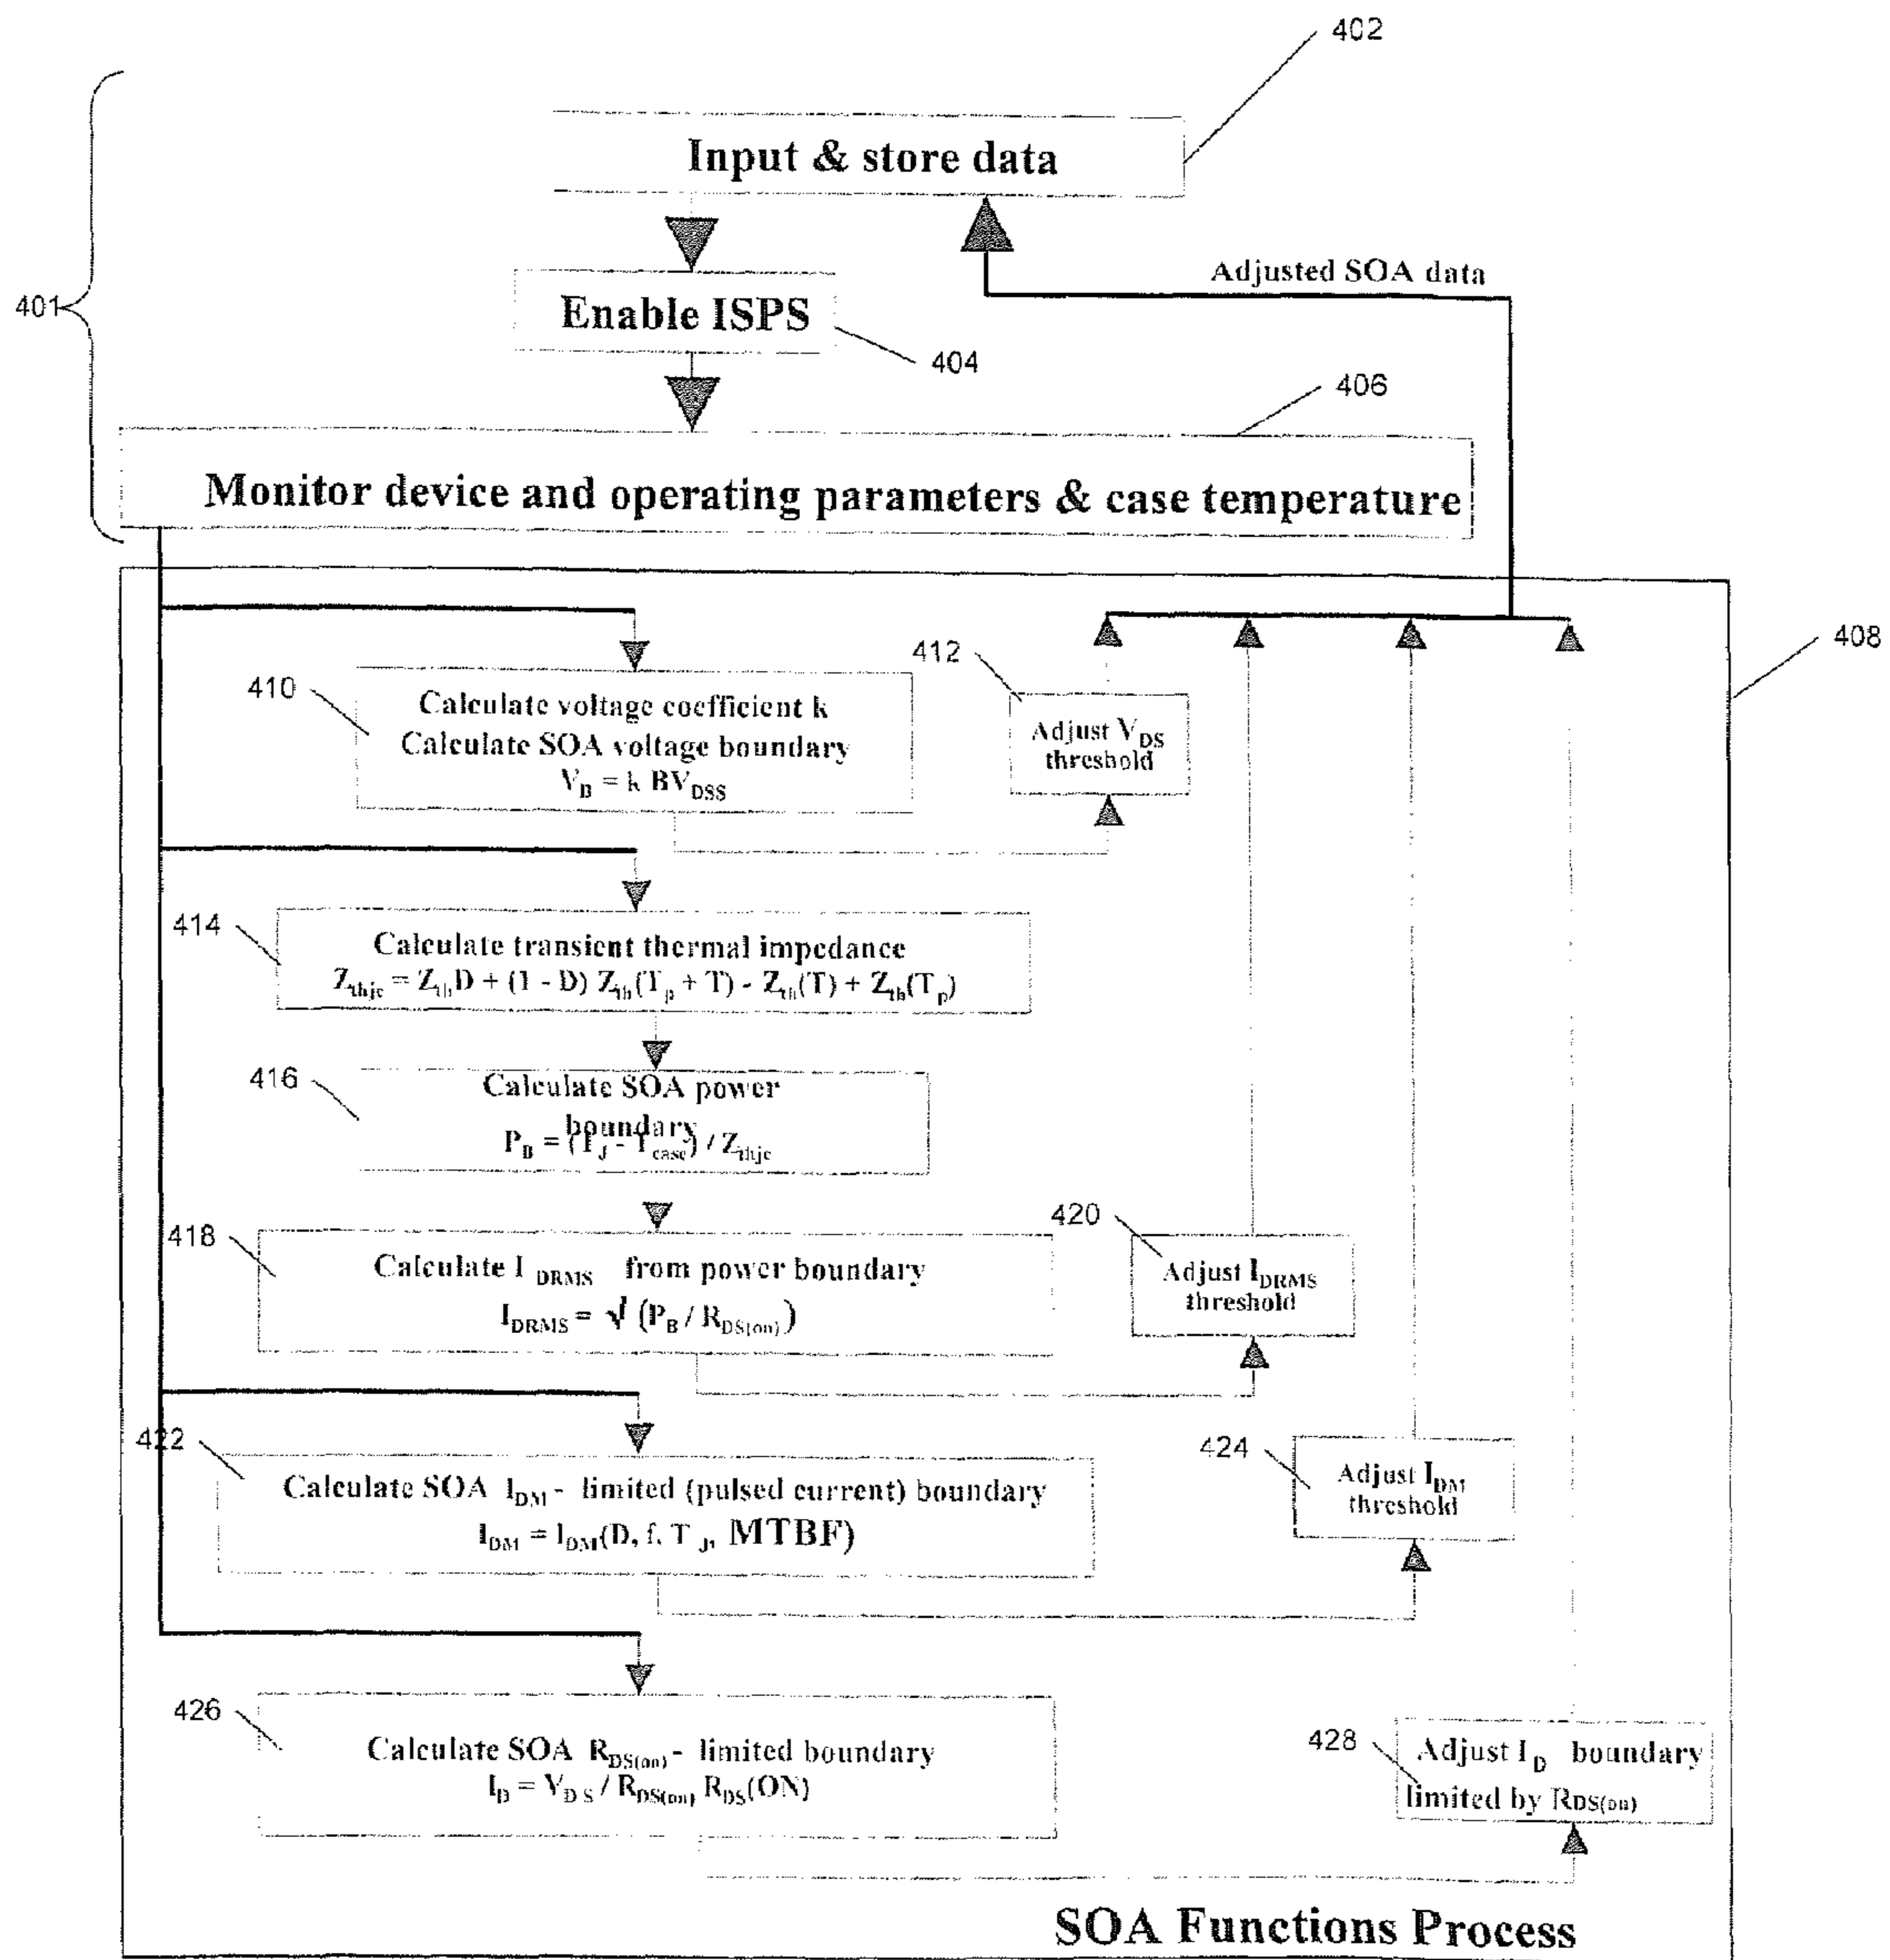 402
Input & store data
Adjusted SOA data
401
Enable ISPS
404
406
Monitor device and operating parameters & case temperature
408
410
Calculate voltage coefficient k
Calculate SOA voltage boundary
V_B = k BV_DSS
412
Adjust V_DS
threshold
414
Calculate transient thermal impedance
Z_thjc = Z_th D + (1 - D) Z_th(T_p + T) - Z_th(T) + Z_th(T_p)
416
Calculate SOA power
boundary
P_B = (T_J - T_case) / Z_thjc
418
Calculate I_DRMS from power boundary
I_DRMS = √ (P_B / R_DS(on))
420
Adjust I_DRMS
threshold
422
Calculate SOA I_DM - limited (pulsed current) boundary
I_DM = I_DM(D, f, T_J, MTBF)
424
Adjust I_DM
threshold
426
Calculate SOA R_DS(on) - limited boundary
I_D = V_DS / R_DS(on), R_DS(ON)
428
Adjust I_D boundary
limited by R_DS(on)
SOA Functions Process